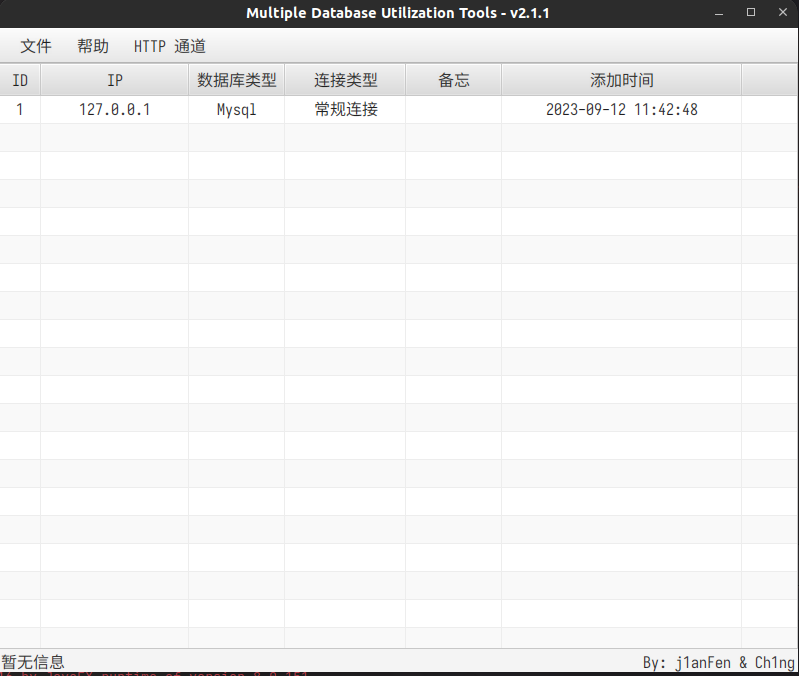 Multiple Database Utilization Tools - v2.1.1
文件 帮助 HTTP 通道
ID IP 数据库类型 连接类型 备忘 添加时间
1 127.0.0.1 Mysql 常规连接 2023-09-12 11:42:48
暂无信息 By: j1anFen & Ch1ng